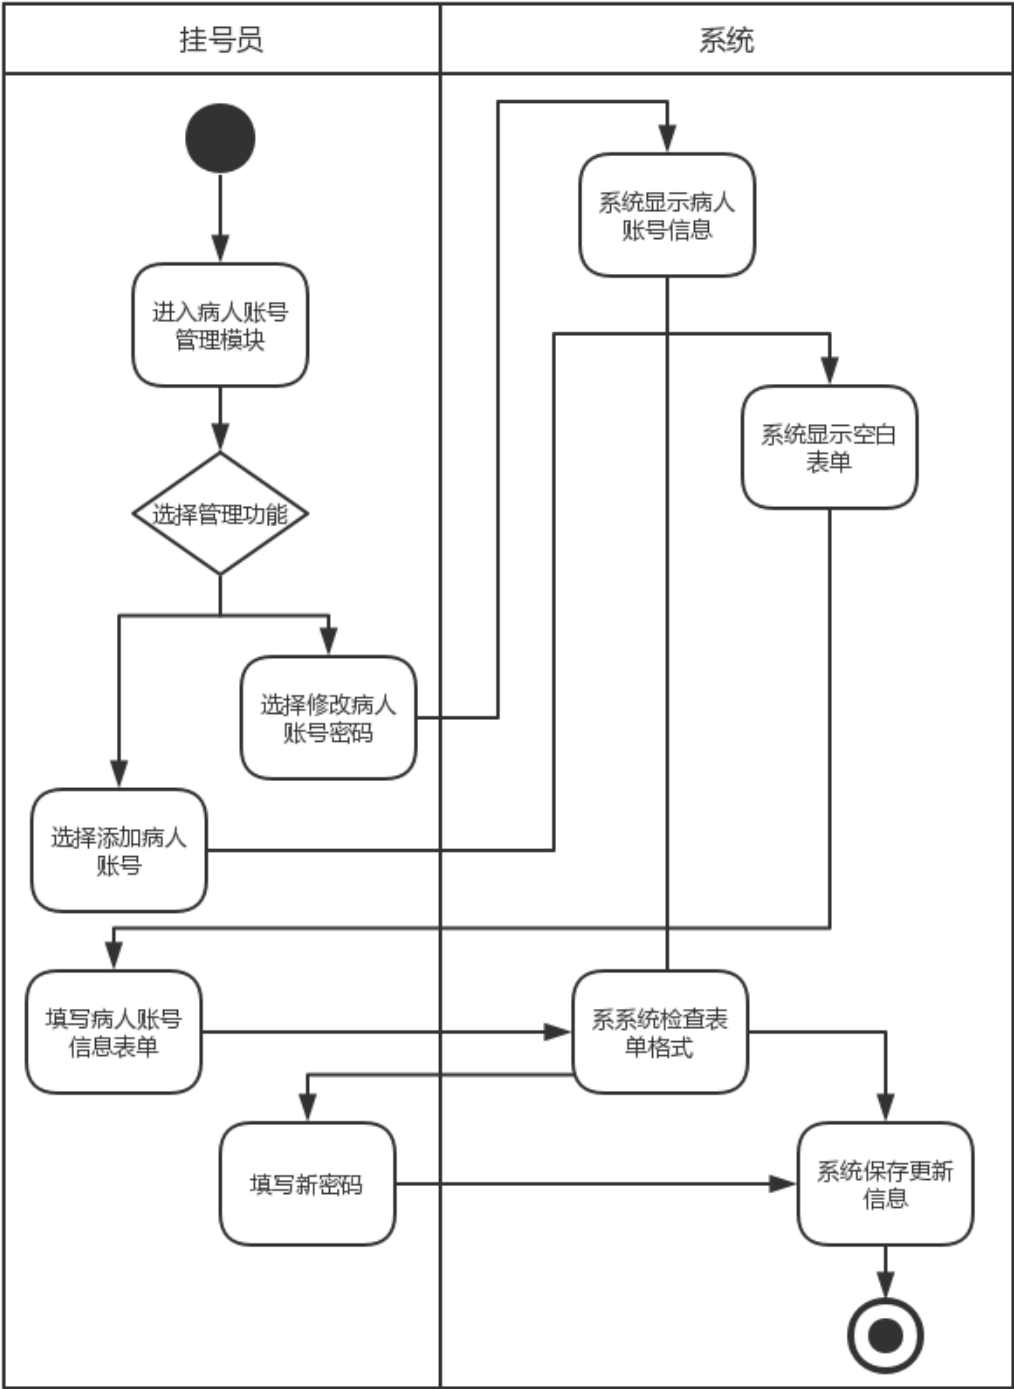 挂号员
系统
系统显示病人
账号信息
进入病人账号
管理模块
系统显示空白
表单
选择管理功能
选择修改病人
账号密码
选择添加病人
账号
填写病人账号
信息表单
系系统检查表
单格式
填写新密码
系统保存更新
信息